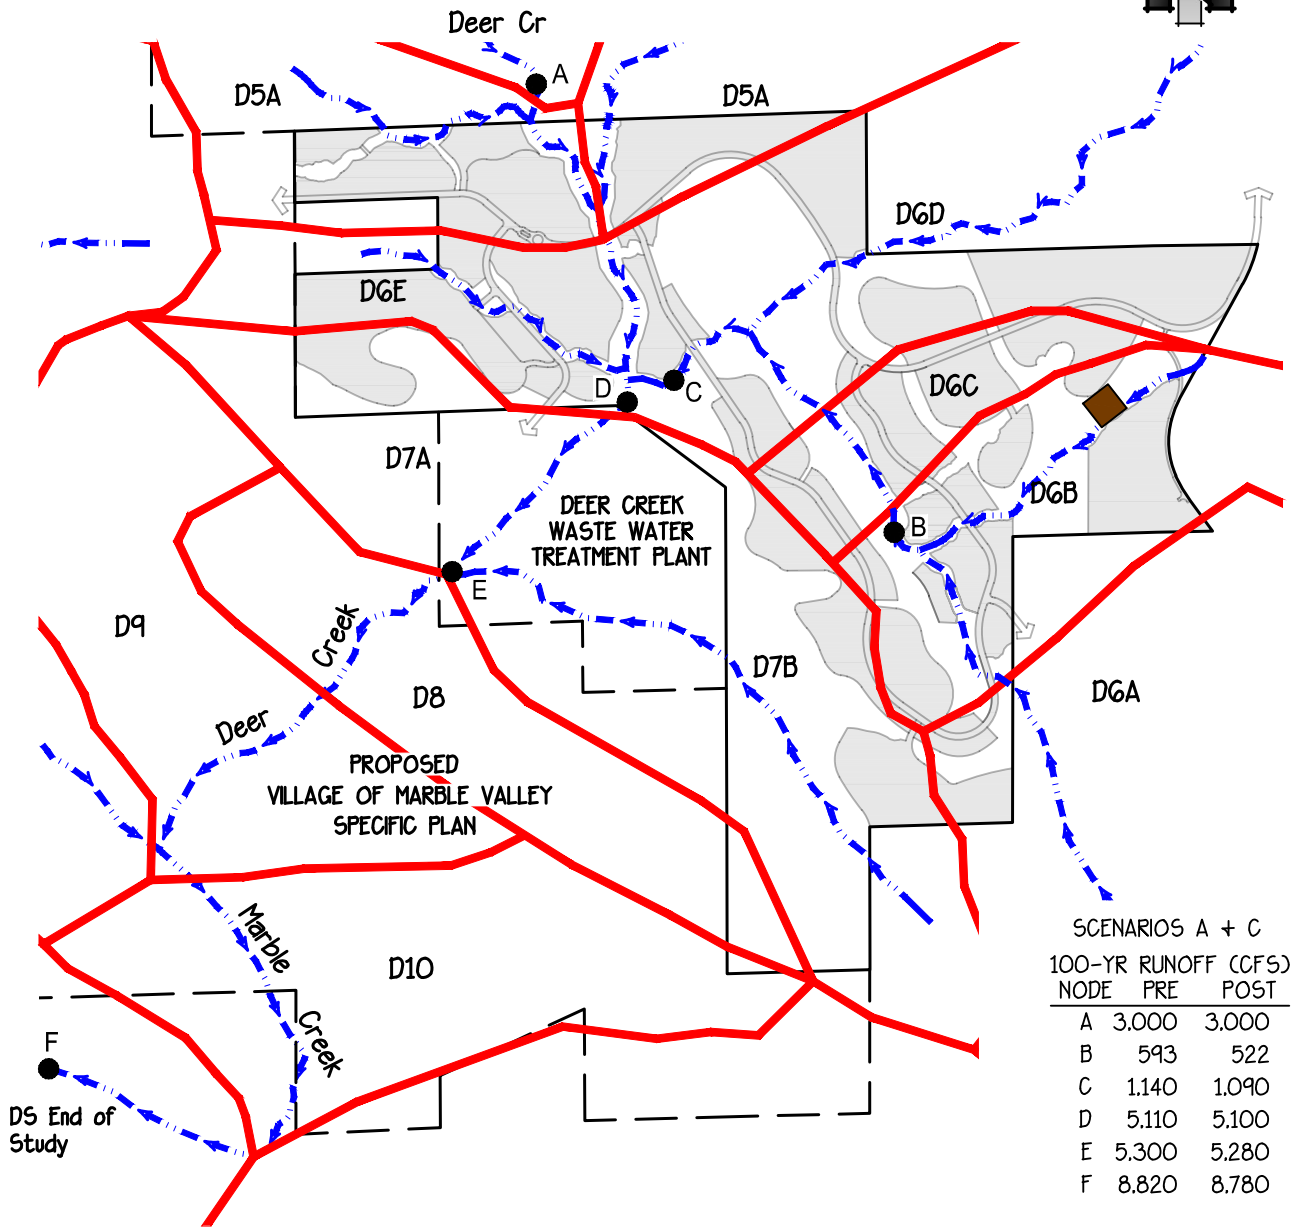 Deer Cr
A
D5A
D5A
D6D
D6E
D6C
D
C
D7A
D6B
DEER CREEK
WASTE WATER
TREATMENT PLANT
B
E
D9
Creek
D7B
D6A
D8
Deer
PROPOSED
VILLAGE OF MARBLE VALLEY
SPECIFIC PLAN
Marble
Creek
D10
F
DS End of
Study
SCENARIOS A + C
100-YR RUNOFF (CFS)
NODE PRE POST
A 3,000 3,000
B 593 522
C 1,140 1,090
D 5,110 5,100
E 5,300 5,280
F 8,820 8,780